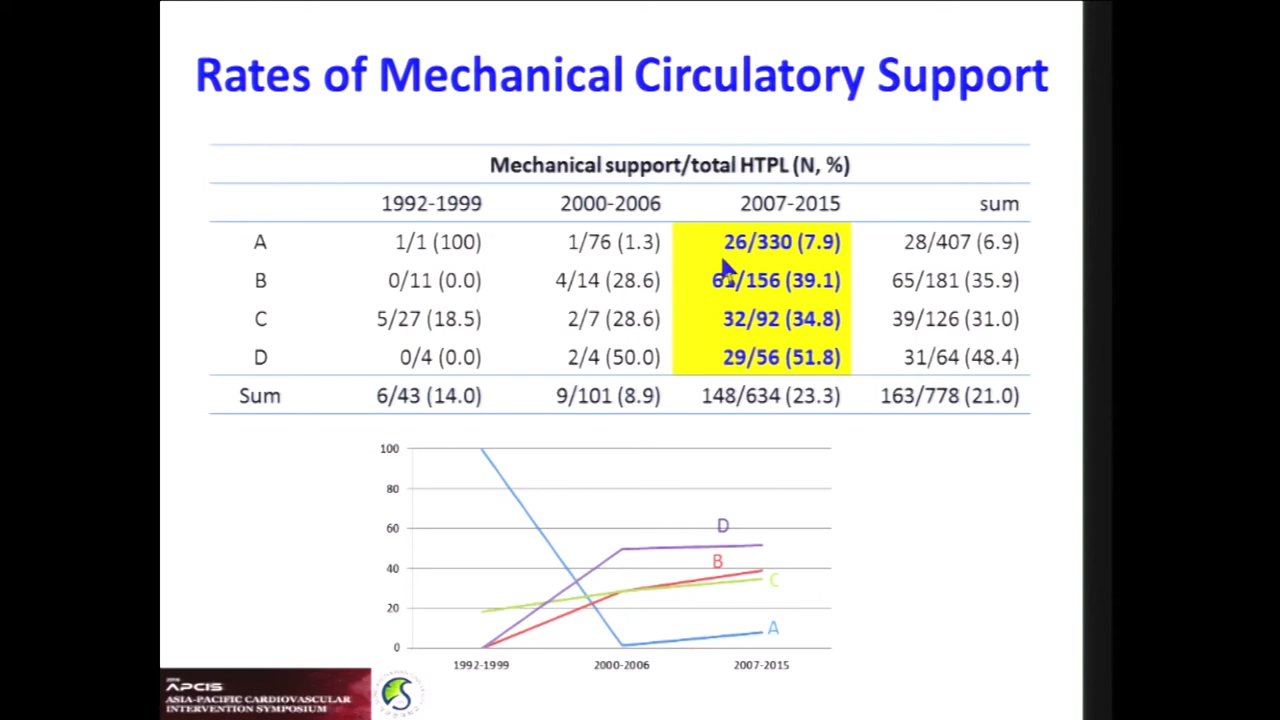 Rates of Mechanical Circulatory Support
Mechanical support/total HTPL (N, %)
1992-1999 2000-2006 2007-2015 sum
A 1/1 (100) 1/76 (1.3) 26/330 (7.9) 28/407 (6.9)
B 0/11 (0.0) 4/14 (28.6) 61/156 (39.1) 65/181 (35.9)
C 5/27 (18.5) 2/7 (28.6) 32/92 (34.8) 39/126 (31.0)
D 0/4 (0.0) 2/4 (50.0) 29/56 (51.8) 31/64 (48.4)
Sum 6/43 (14.0) 9/101 (8.9) 148/634 (23.3) 163/778 (21.0)
100
80
60
40
20
0
D
B
C
A
1992-1999 2000-2006 2007-2015
APCIS
ASIA-PACIFIC CARDIOVASCULAR
INTERVENTION SYMPOSIUM